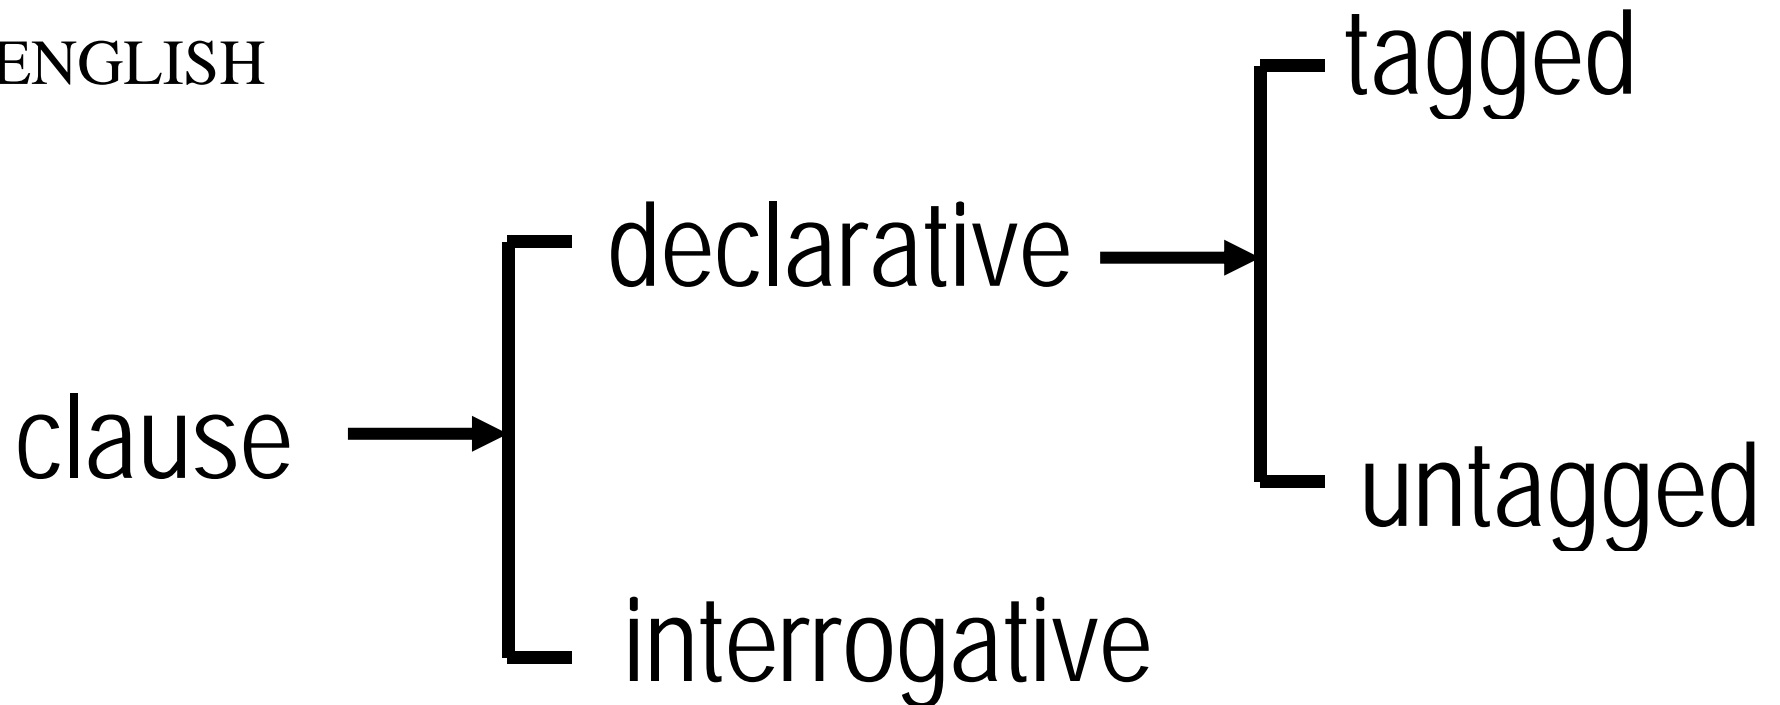 ENGLISH
tagged
declarative
clause
untagged
interrogative